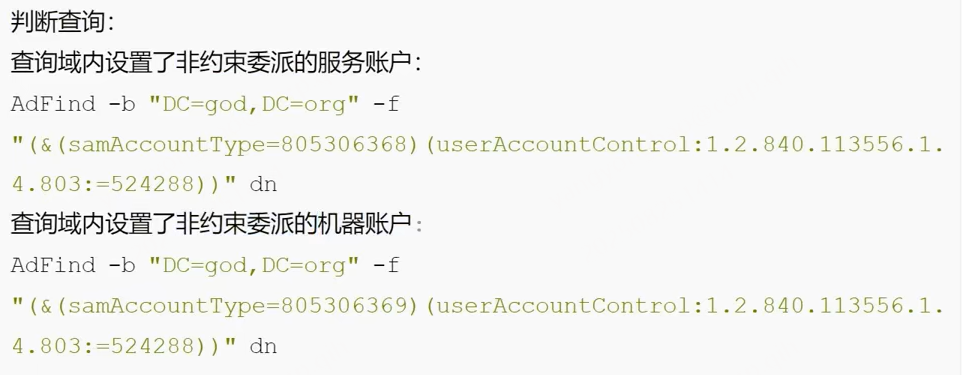 判断查询：
查询域内设置了非约束委派的服务账户：
AdFind -b "DC=god,DC=org" -f
"(&(samAccountType=805306368)(userAccountControl:1.2.840.113556.1.
4.803:=524288))" dn
查询域内设置了非约束委派的机器账户：
AdFind -b "DC=god,DC=org" -f
"(&(samAccountType=805306369)(userAccountControl:1.2.840.113556.1.
4.803:=524288))" dn